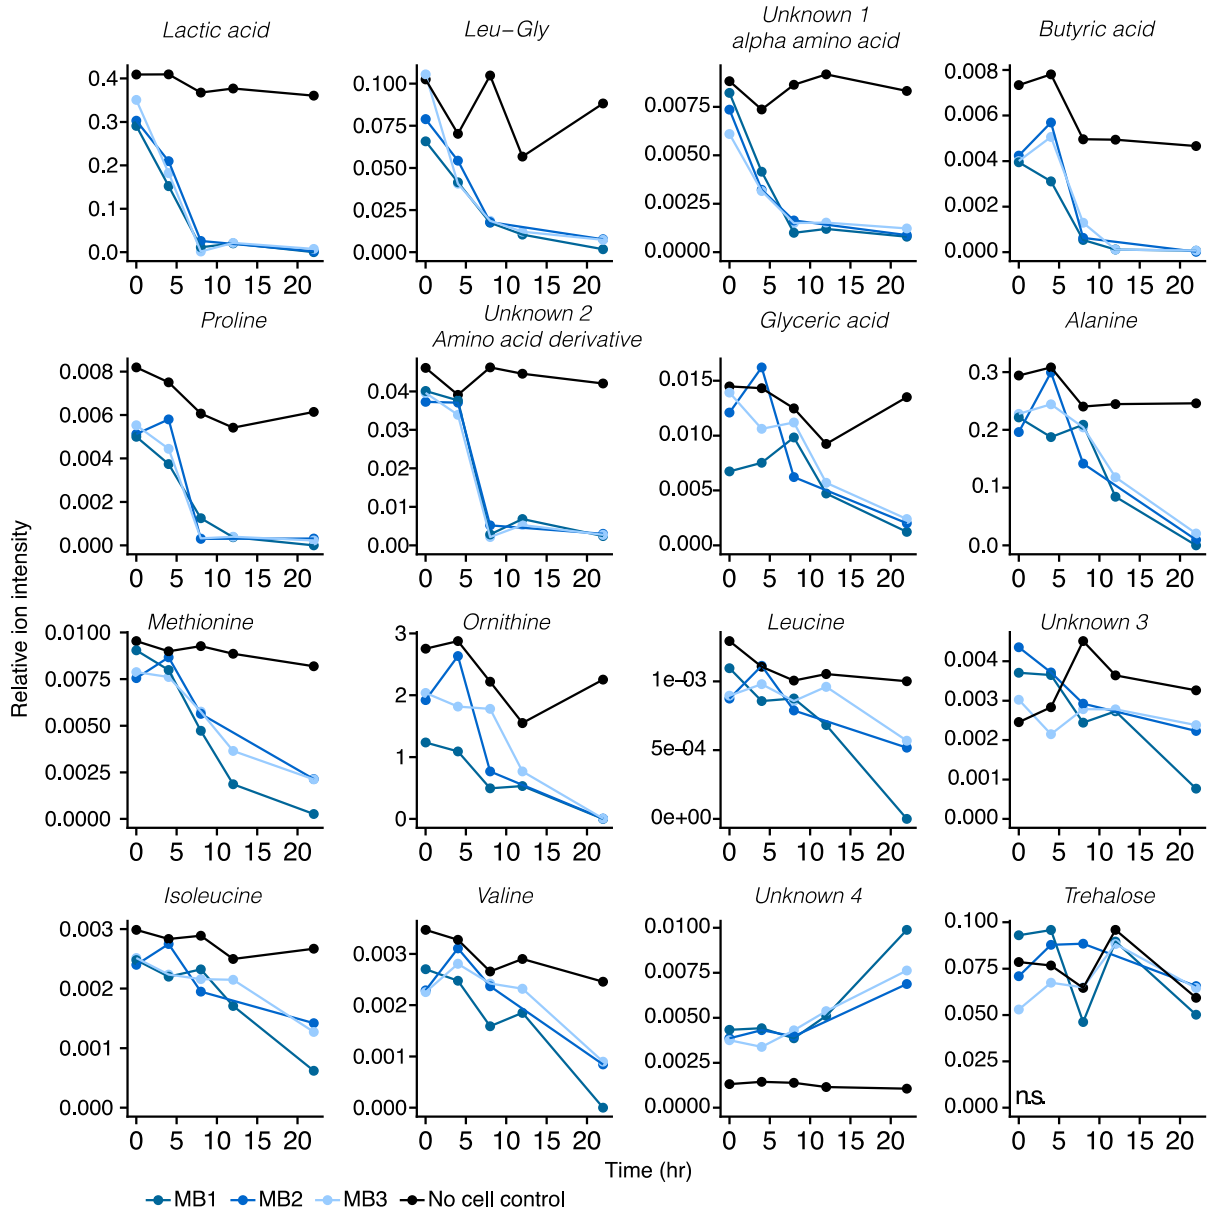 Lactic acid
Leu–Gly
Unknown 1
alpha amino acid
Butyric acid
0.4
0.3
0.2
0.1
0.0
0 5 10 15 20
0.100
0.075
0.050
0.025
0.000
0 5 10 15 20
0.0075
0.0050
0.0025
0.0000
0 5 10 15 20
0.008
0.006
0.004
0.002
0.000
0 5 10 15 20
Proline
Unknown 2
Amino acid derivative
Glyceric acid
Alanine
0.008
0.006
0.004
0.002
0.000
0 5 10 15 20
0.04
0.03
0.02
0.01
0.00
0 5 10 15 20
0.015
0.010
0.005
0.000
0 5 10 15 20
0.3
0.2
0.1
0.0
0 5 10 15 20
Relative ion intensity
Methionine
Ornithine
Leucine
Unknown 3
0.0100
0.0075
0.0050
0.0025
0.0000
0 5 10 15 20
3
2
1
0
0 5 10 15 20
1e−03
5e−04
0e+00
0 5 10 15 20
0.004
0.003
0.002
0.001
0.000
0 5 10 15 20
Isoleucine
Valine
Unknown 4
Trehalose
0.003
0.002
0.001
0.000
0 5 10 15 20
0.003
0.002
0.001
0.000
0 5 10 15 20
0.0100
0.0075
0.0050
0.0025
0.0000
0 5 10 15 20
0.100
0.075
0.050
0.025
0.000
n.s.
0 5 10 15 20
Time (hr)
MB1 MB2 MB3 No cell control